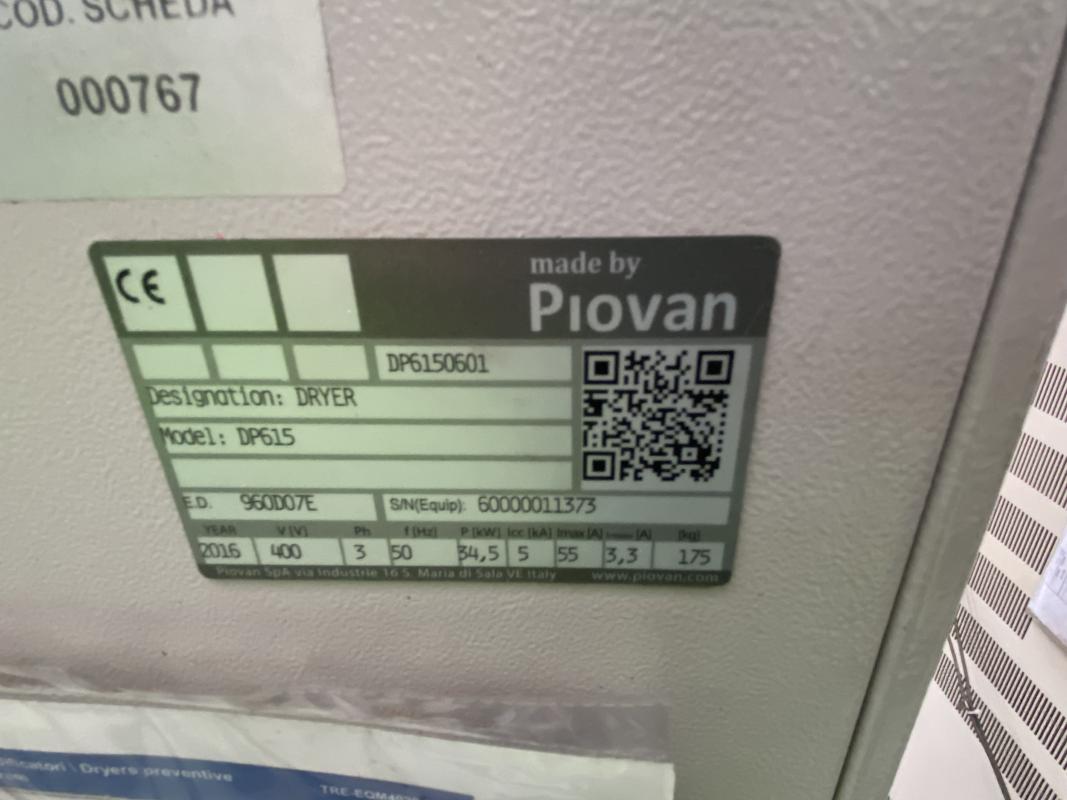 COD. SCHEDA
000767
CE
made by
Piovan
DP6150601
Designation: DRYER
Model: DP615
E.D. 960D07E
S/N(Equip): 60000011373
YEAR V [V] Ph f [Hz] P [kW] Icc [kA] Imax [A] [A] [kg]
2016 400 3 50 34,5 5 55 3,3 175
Piovan SpA via Industrie 16 S. Maria di Sala VE Italy www.piovan.com
ificatori \ Dryers preventive